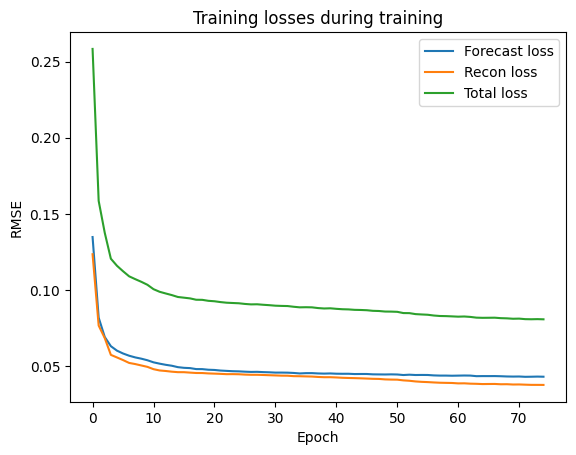 Training losses during training
Forecast loss
Recon loss
Total loss
RMSE
0.25
0.20
0.15
0.10
0.05
0 10 20 30 40 50 60 70
Epoch